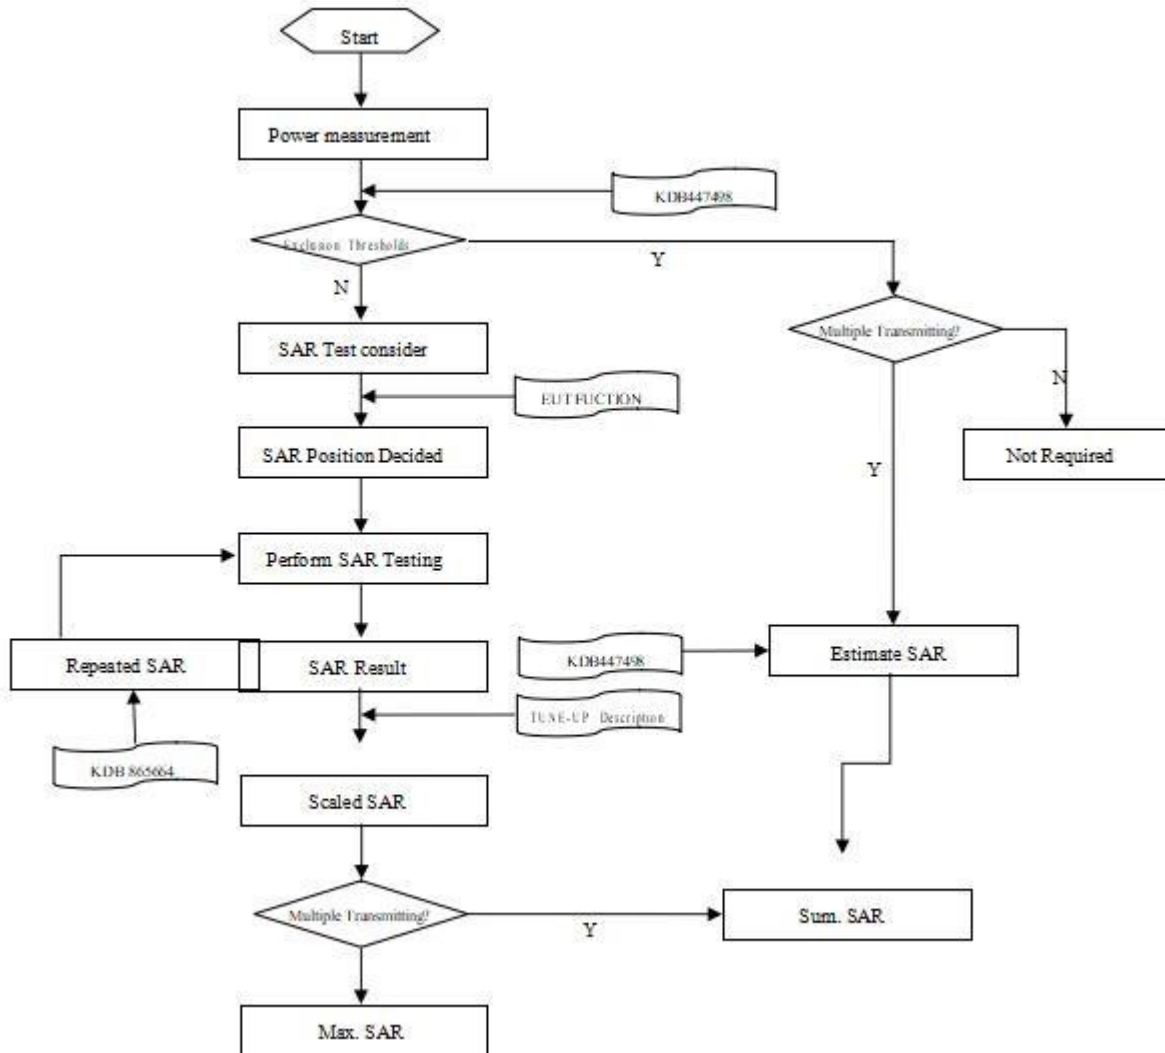 Start
Power measurement
KDB447498
Exclusion Thresholds
Y
N
Multiple Transmitting?
SAR Test consider
N
EUT FUCTION
SAR Position Decided
Not Required
Y
Perform SAR Testing
Repeated SAR
SAR Result
KDB447498
Estimate SAR
TUNE-UP Description
KDB 865664
Scaled SAR
Multiple Transmitting?
Y
Sum. SAR
Max. SAR